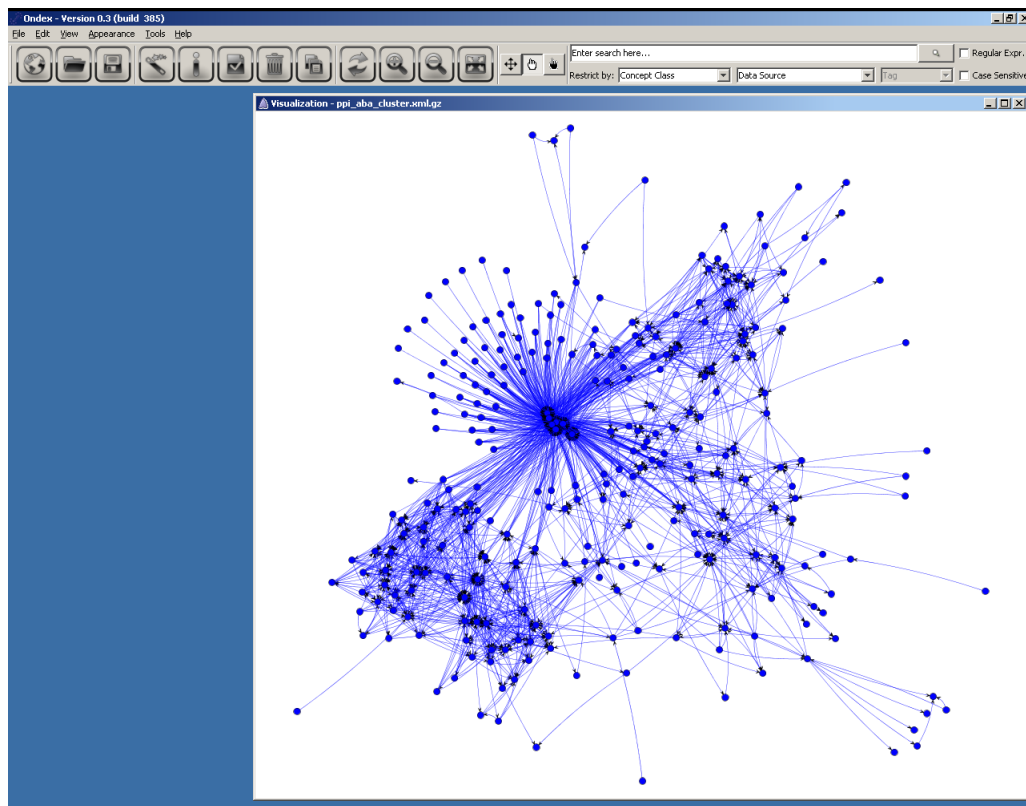 Ondex - Version 0.3 (build 385)
File Edit View Appearance Tools Help
Enter search here...
Regular Expr.
Restrict by: Concept Class Data Source Tag Case Sensitive
Visualization - ppi_aba_cluster.xml.gz